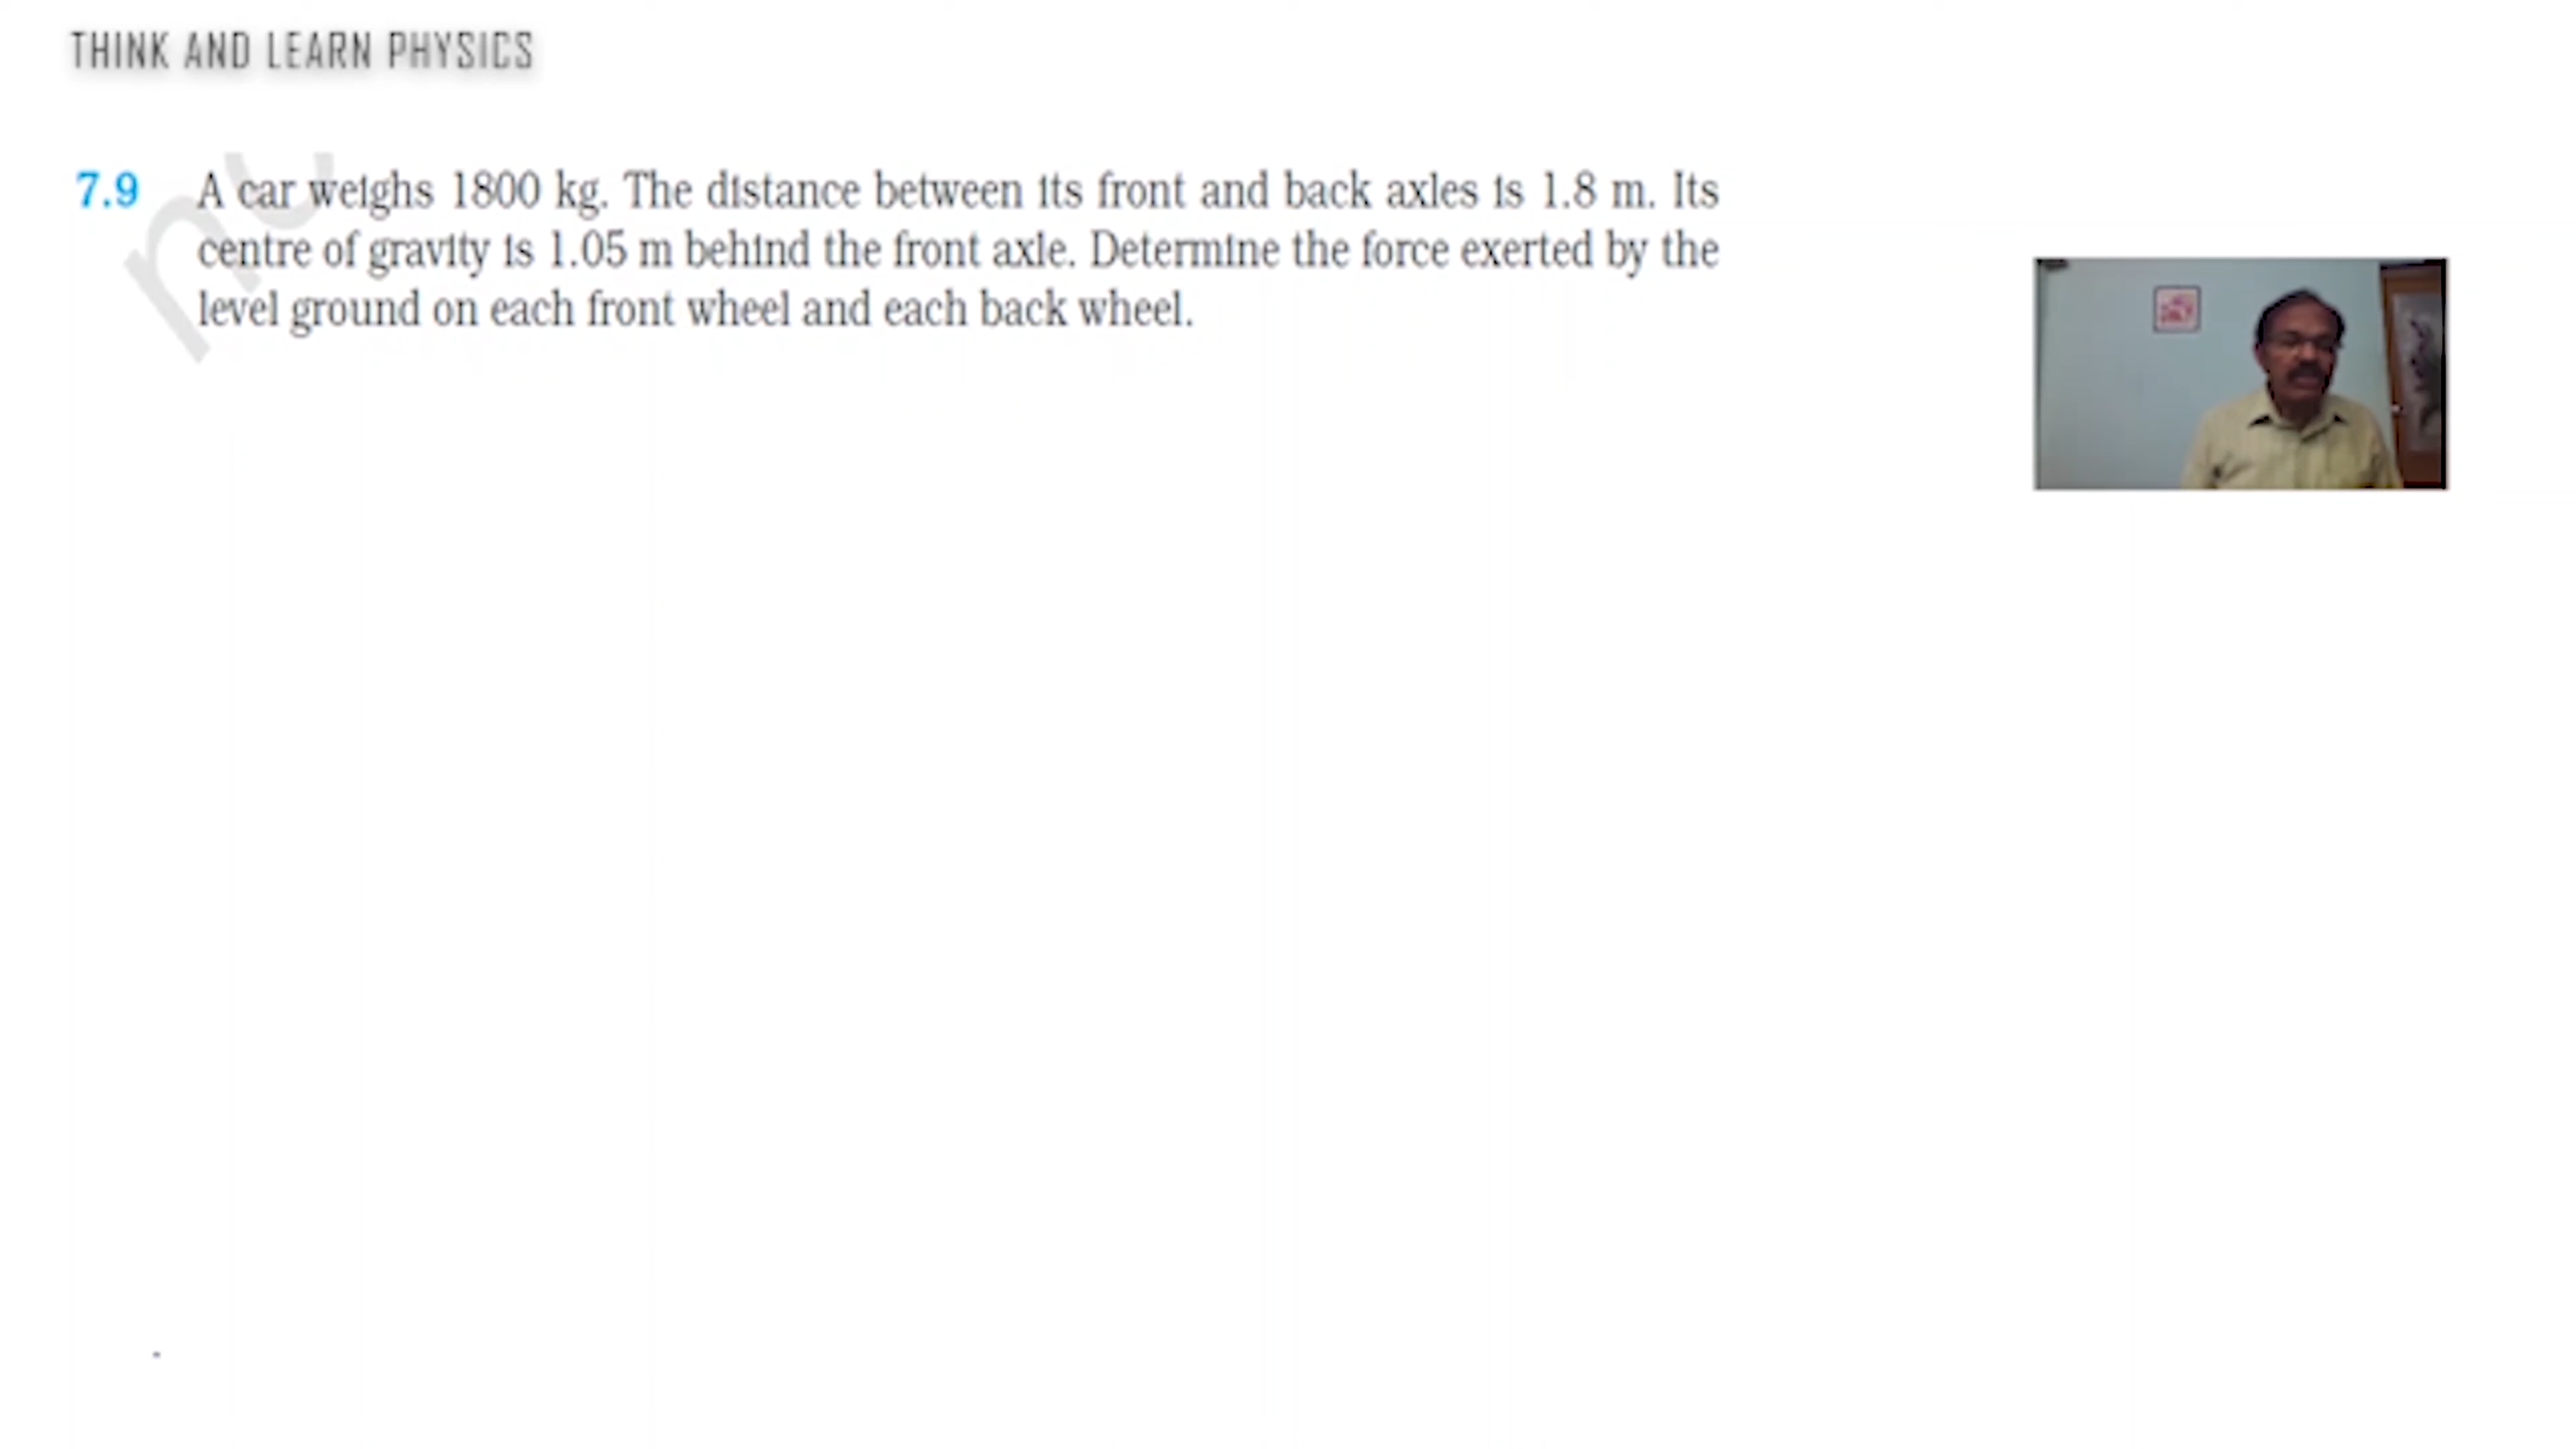 THINK AND LEARN PHYSICS
7.9 A car weighs 1800 kg. The distance between its front and back axles is 1.8 m. Its
centre of gravity is 1.05 m behind the front axle. Determine the force exerted by the
level ground on each front wheel and each back wheel.